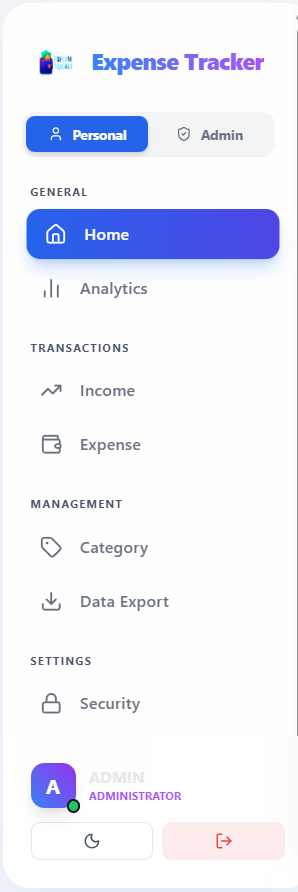 Expense Tracker
Personal
Admin
GENERAL
Home
Analytics
TRANSACTIONS
Income
Expense
MANAGEMENT
Category
Data Export
SETTINGS
Security
A
ADMIN
ADMINISTRATOR